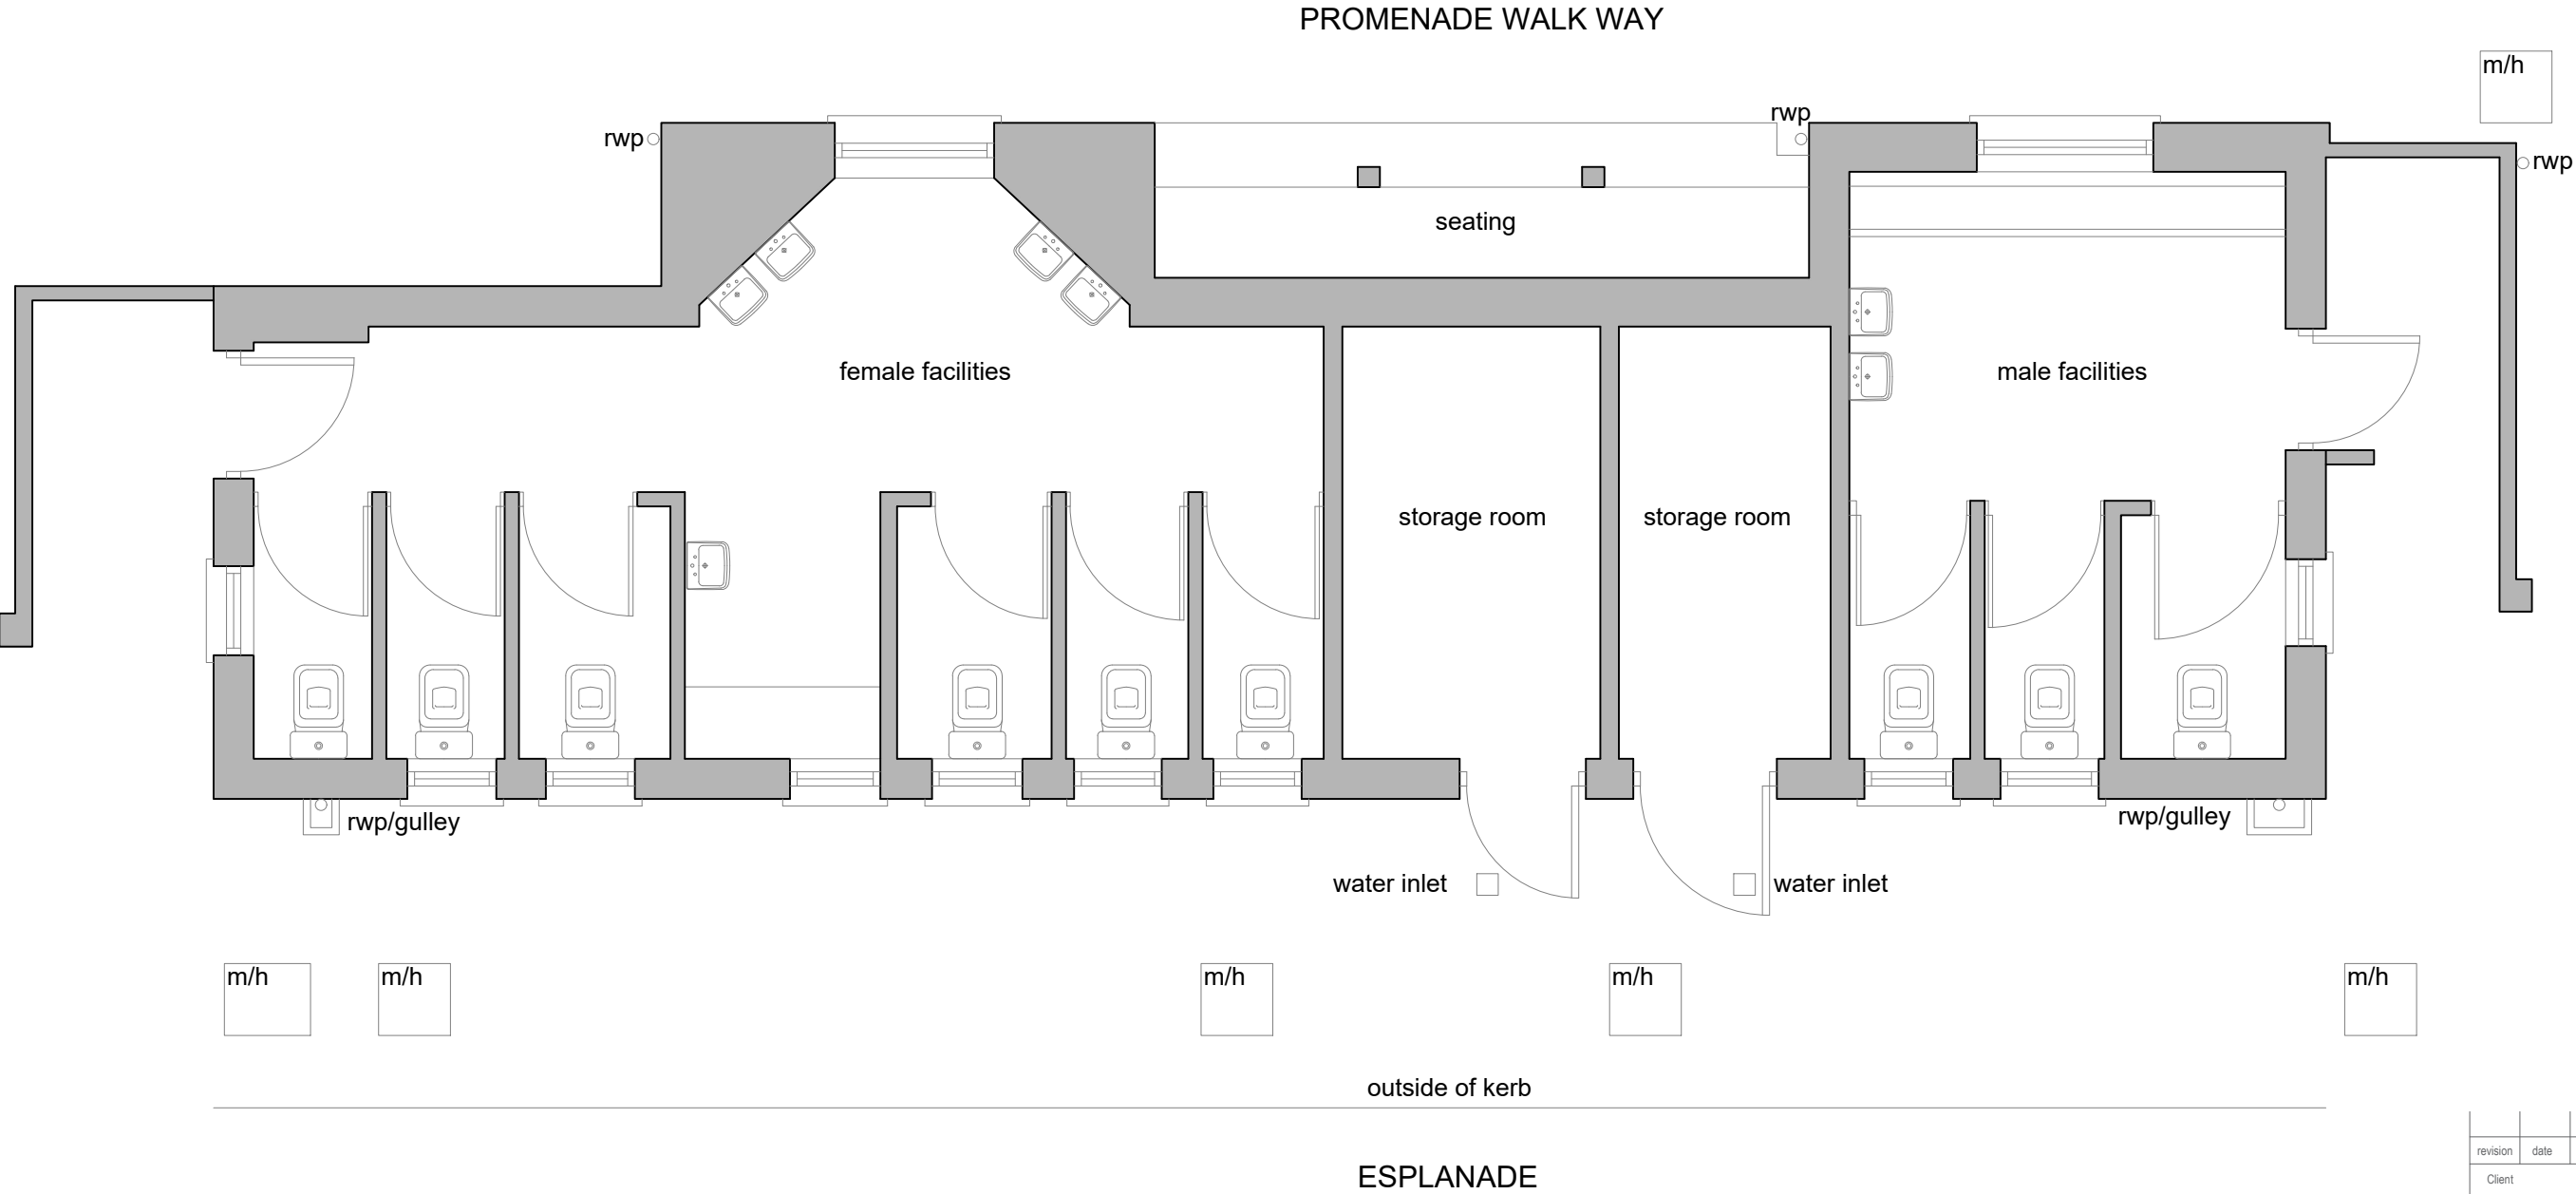 PROMENADE WALK WAY
m/h
rwp
rwp
rwp
seating
female facilities
male facilities
storage room
storage room
rwp/gulley
rwp/gulley
water inlet
water inlet
m/h
m/h
m/h
m/h
m/h
outside of kerb
ESPLANADE
revision
date
Client